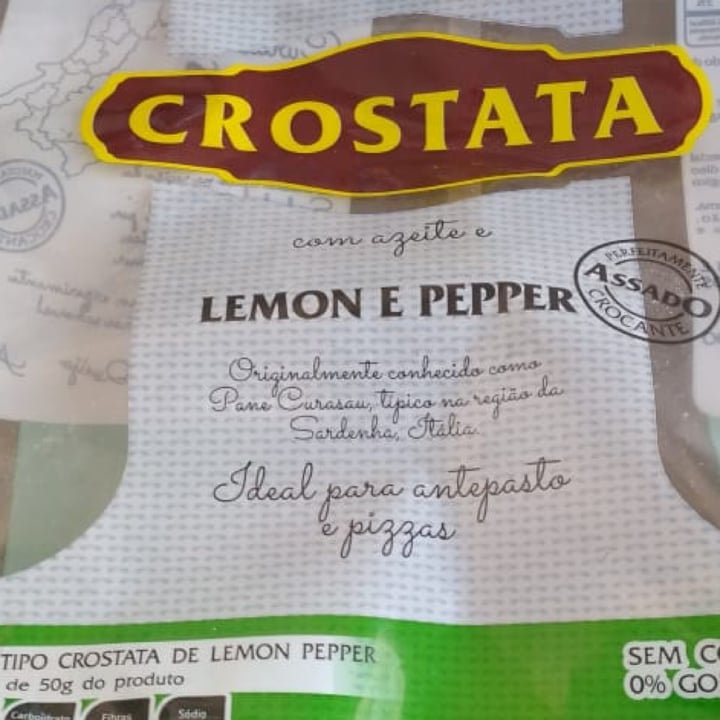 CROSTATA
com azeite e
LEMON E PEPPER
PERFEITAMENTE
ASSADO
CROCANTE
Originalmente conhecido como
Pane Curasau, típico na região da
Sardenha, Itália.
Ideal para antepasto
e pizzas
TIPO CROSTATA DE LEMON PEPPER
de 50g do produto
Carboidrato
Fibras
Sódio
SEM
0%